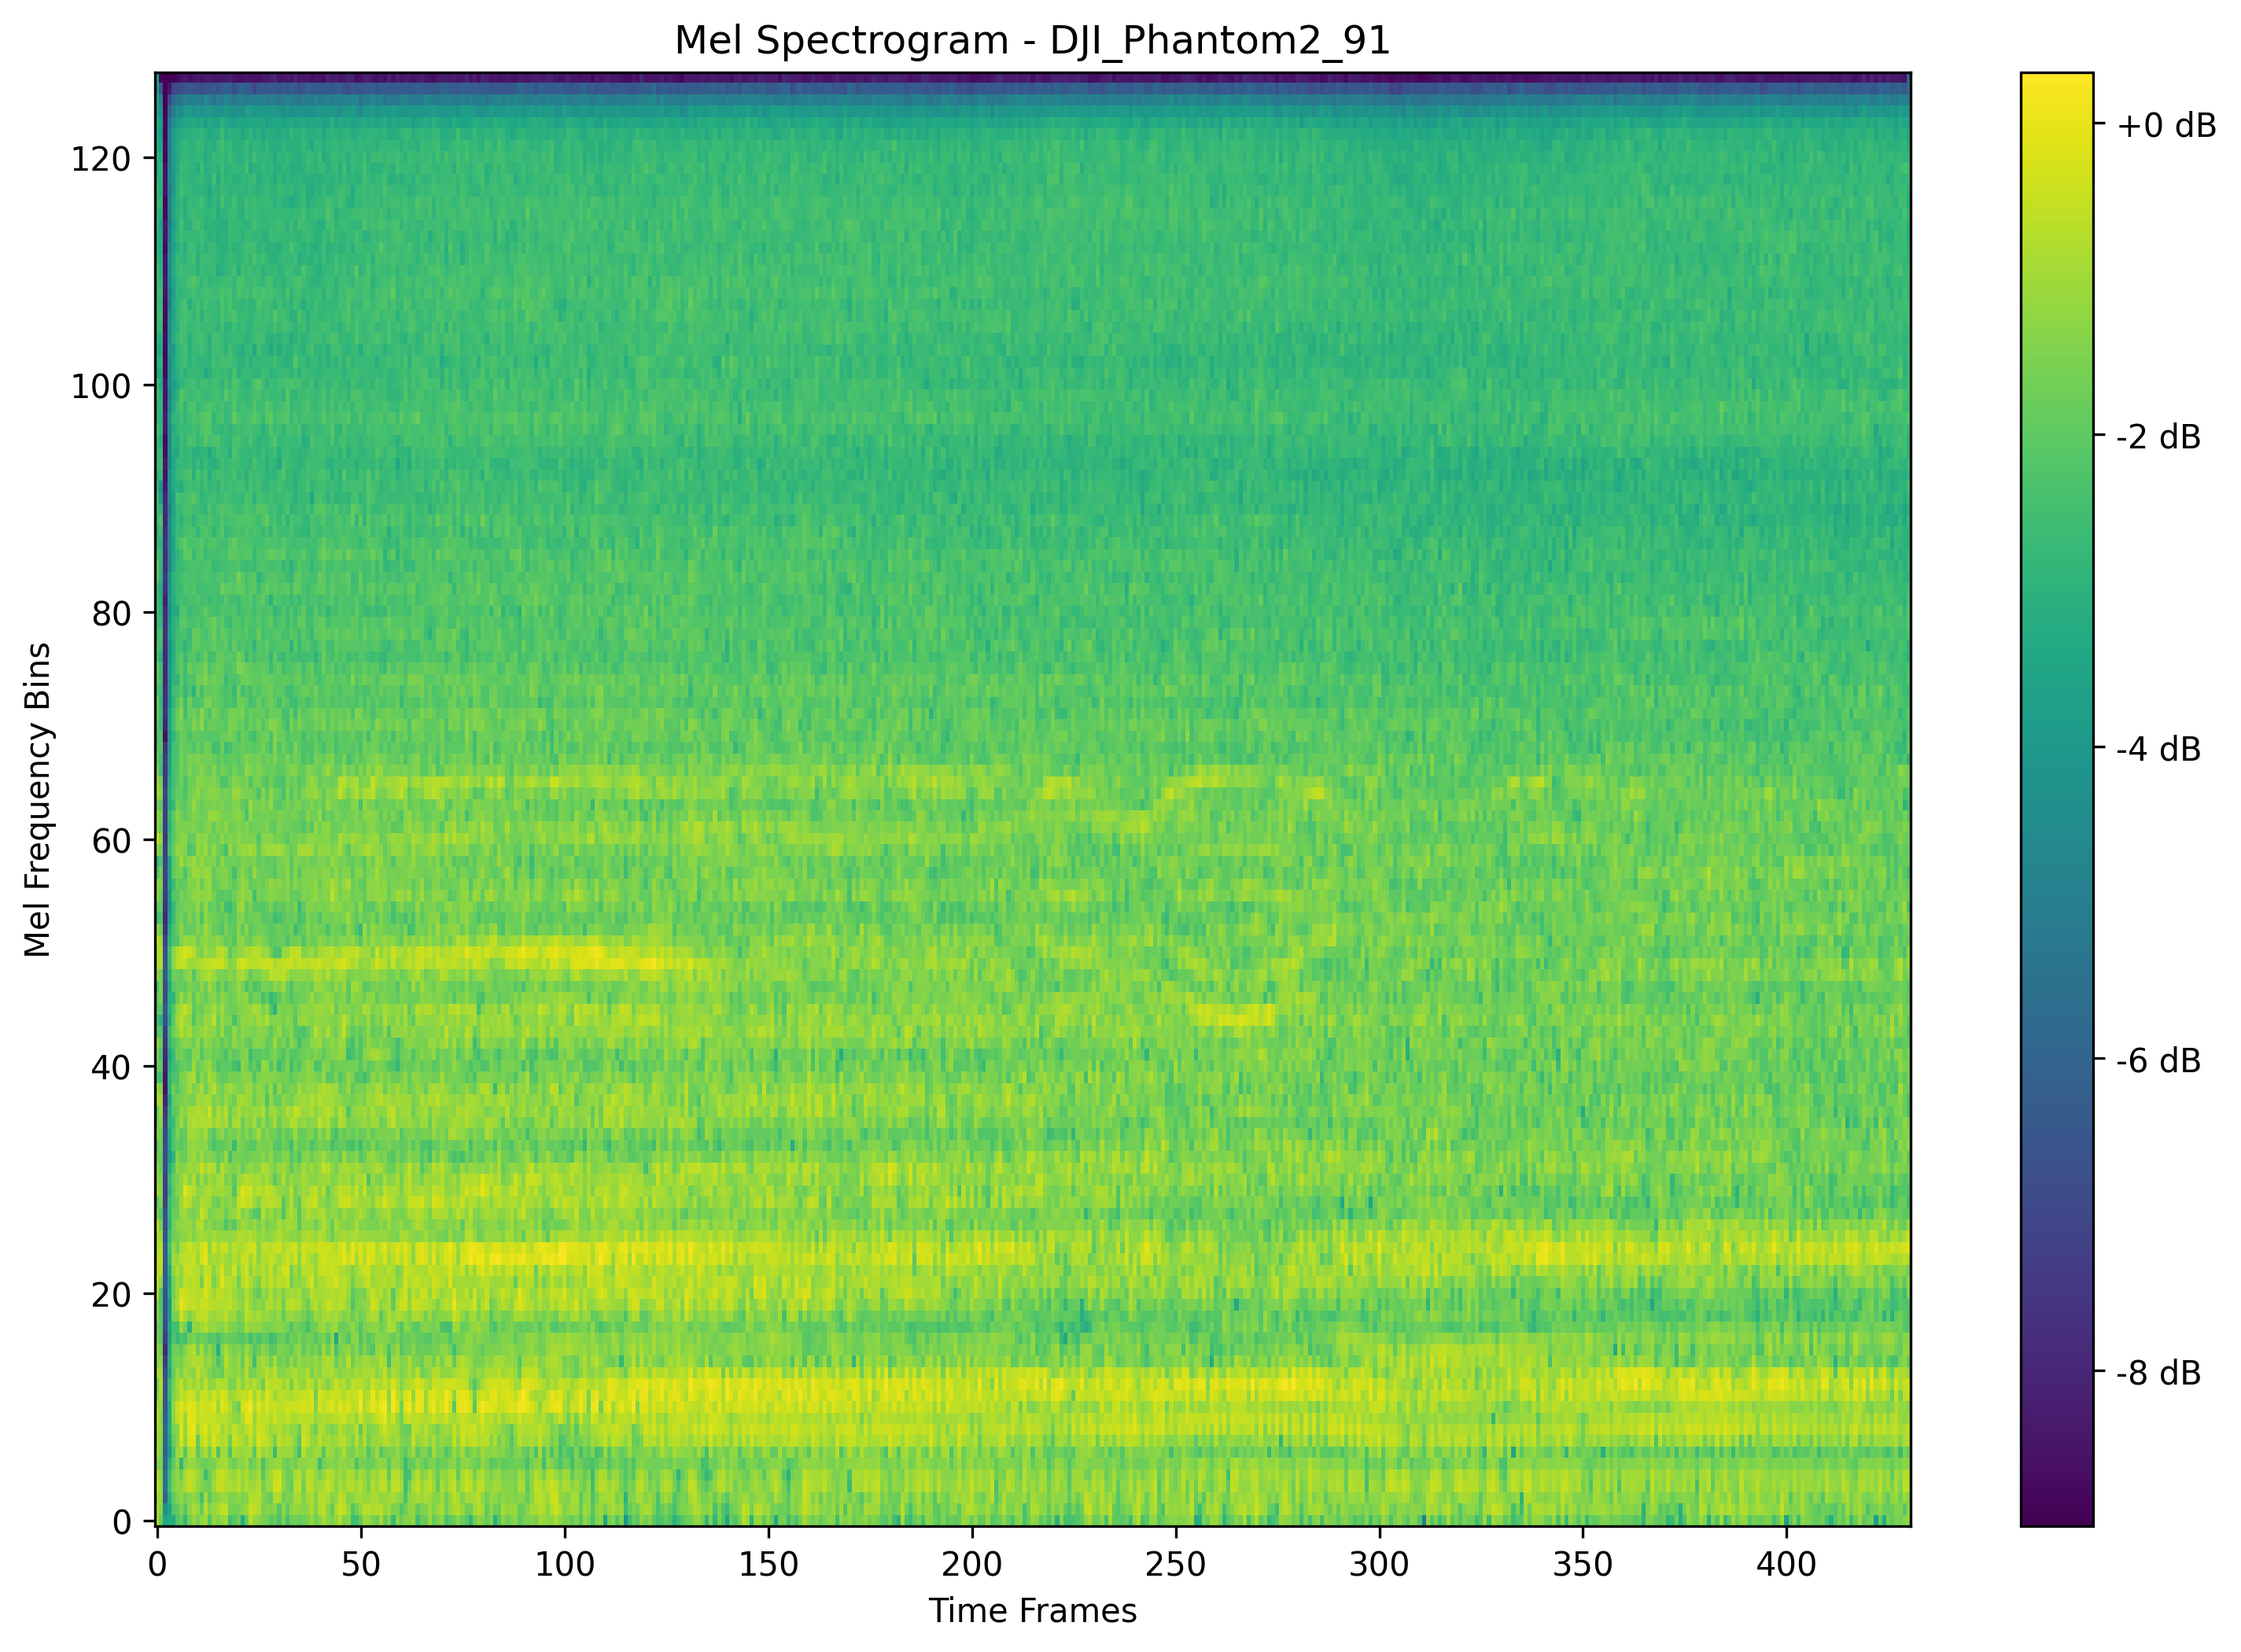 Mel Spectrogram - DJI_Phantom2_91
Mel Frequency Bins
120
100
80
60
40
20
0
0 50 100 150 200 250 300 350 400
Time Frames
+0 dB
-2 dB
-4 dB
-6 dB
-8 dB